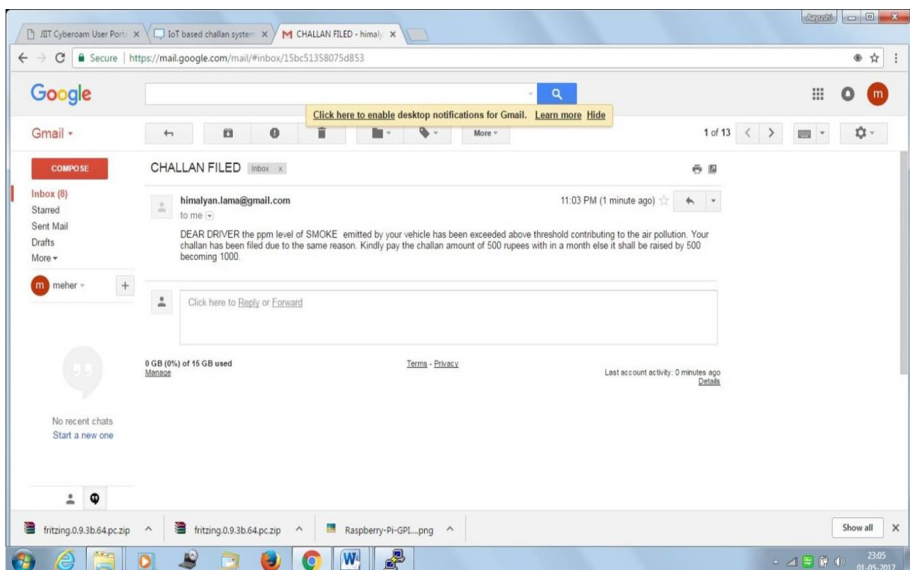 Aayushi
JIIT Cyberoam User Porta
IoT based challan system
CHALLAN FILED - himaly
Secure
https://mail.google.com/mail/#inbox/15bc51358075d853
Google
m
Click here to enable desktop notifications for Gmail. Learn more Hide
Gmail
More
1 of 13
COMPOSE
CHALLAN FILED Inbox x
Inbox (8)
Starred
Sent Mail
Drafts
More
himalyan.lama@gmail.com
11:03 PM (1 minute ago)
to me
DEAR DRIVER the ppm level of SMOKE emitted by your vehicle has been exceeded above threshold contributing to the air pollution. Your
challan has been filed due to the same reason. Kindly pay the challan amount of 500 rupees with in a month else it shall be raised by 500
becoming 1000.
m meher
Click here to Reply or Forward
0 GB (0%) of 15 GB used
Manage
Terms - Privacy
Last account activity: 0 minutes ago
Details
No recent chats
Start a new one
fritzing.0.9.3b.64.pc.zip
fritzing.0.9.3b.64.pc.zip
Raspberry-Pi-GPI....png
Show all
W
23:05
01-05-2017